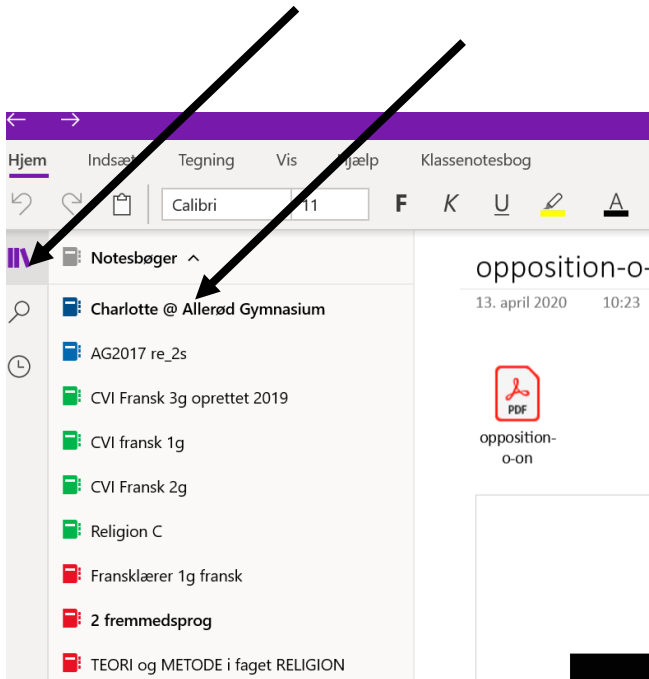 Hjem Tegning Vis Klassenotesbog
Calibri 11 F K U A
Notesbøger
Charlotte @ Allerød Gymnasium
AG2017 re_2s
CVI Fransk 3g oprettet 2019
CVI fransk 1g
CVI Fransk 2g
Religion C
Fransklærer 1g fransk
2 fremmedsprog
TEORI og METODE i faget RELIGION
opposition-o-
13. april 2020 10:23
PDF
opposition-
o-on